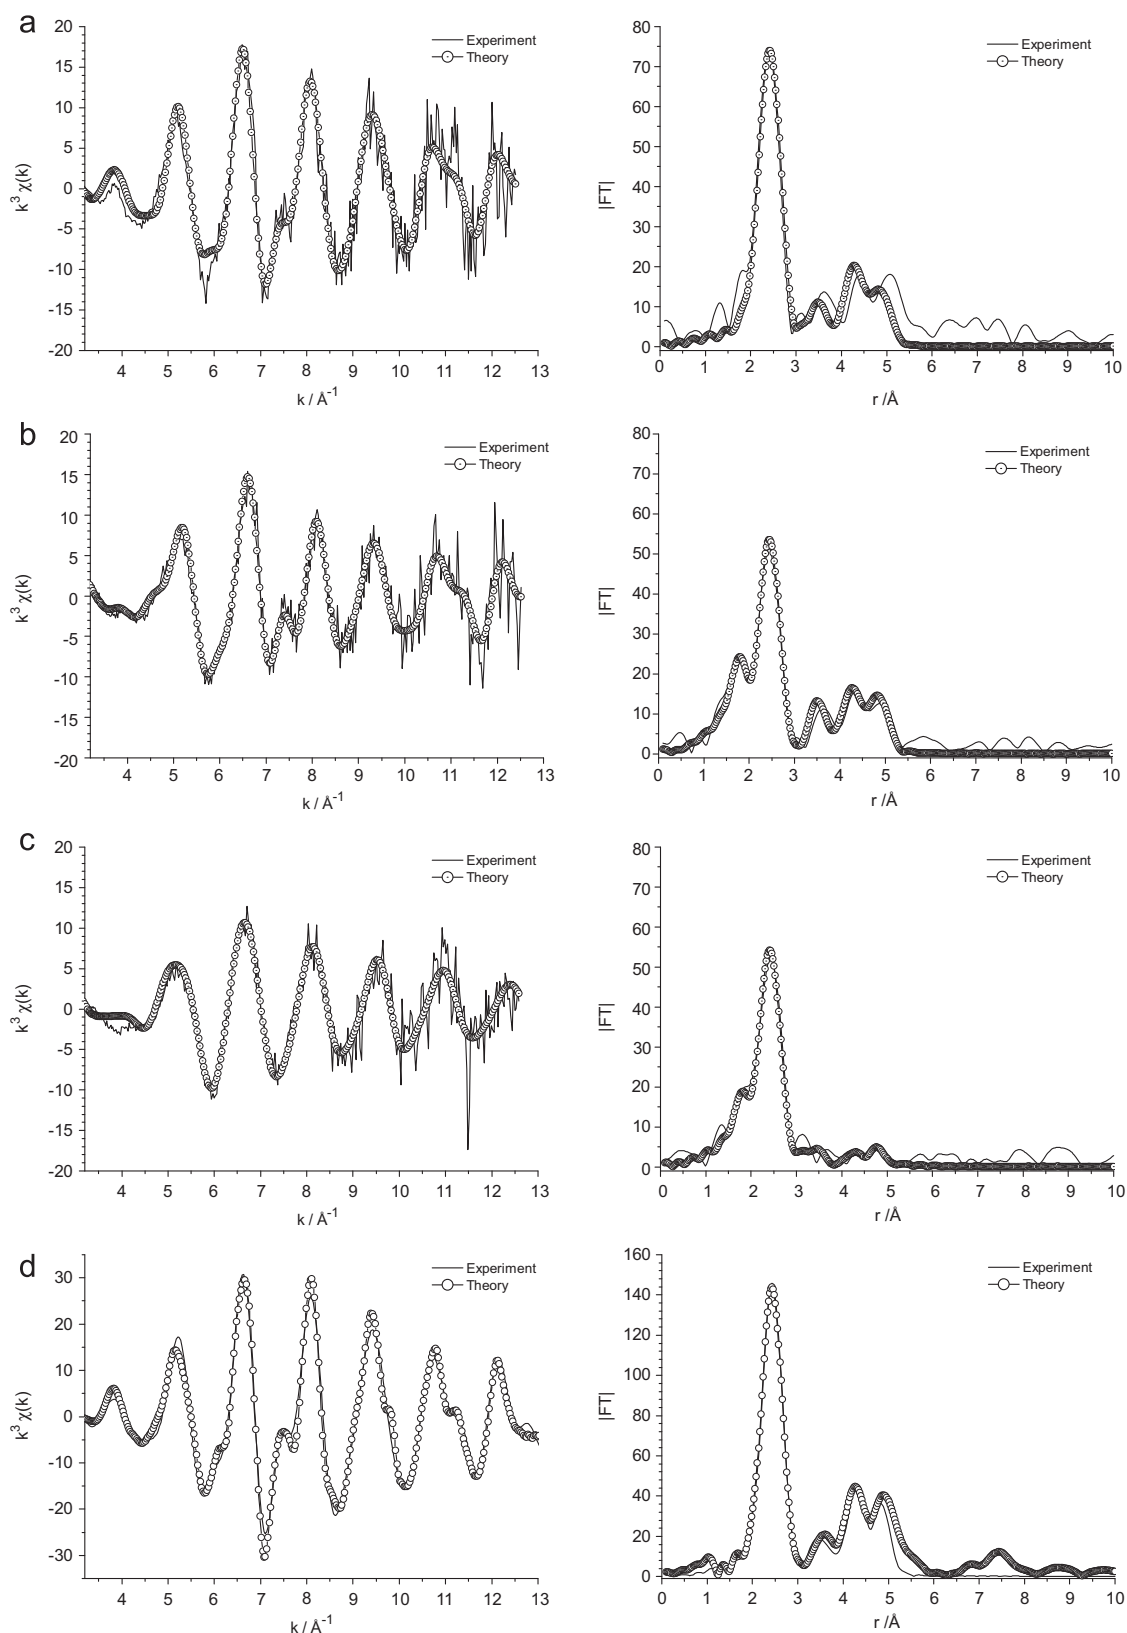 a
20
15
10
5
0
-5
-10
-15
-20
k³ χ(k)
Experiment
Theory
4 5 6 7 8 9 10 11 12 13
k / Å⁻¹
80
70
60
50
40
30
20
10
0
|FT|
Experiment
Theory
0 1 2 3 4 5 6 7 8 9 10
r /Å
b
20
15
10
5
0
-5
-10
-15
-20
k³ χ(k)
Experiment
Theory
4 5 6 7 8 9 10 11 12 13
k / Å⁻¹
80
70
60
50
40
30
20
10
0
|FT|
Experiment
Theory
0 1 2 3 4 5 6 7 8 9 10
r /Å
c
20
15
10
5
0
-5
-10
-15
-20
k³ χ(k)
Experiment
Theory
4 5 6 7 8 9 10 11 12 13
k / Å⁻¹
80
70
60
50
40
30
20
10
0
|FT|
Experiment
Theory
0 1 2 3 4 5 6 7 8 9 10
r /Å
d
30
20
10
0
-10
-20
-30
k³ χ(k)
Experiment
Theory
4 5 6 7 8 9 10 11 12 13
k / Å⁻¹
160
140
120
100
80
60
40
20
0
|FT|
Experiment
Theory
0 1 2 3 4 5 6 7 8 9 10
r /Å